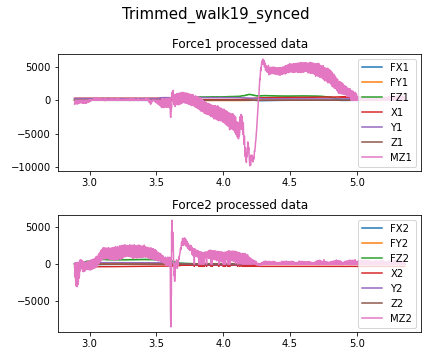 Trimmed_walk19_synced
Force1 processed data
5000
0
−5000
−10000
3.0 3.5 4.0 4.5 5.0
FX1
FY1
FZ1
X1
Y1
Z1
MZ1
Force2 processed data
5000
0
−5000
3.0 3.5 4.0 4.5 5.0
FX2
FY2
FZ2
X2
Y2
Z2
MZ2